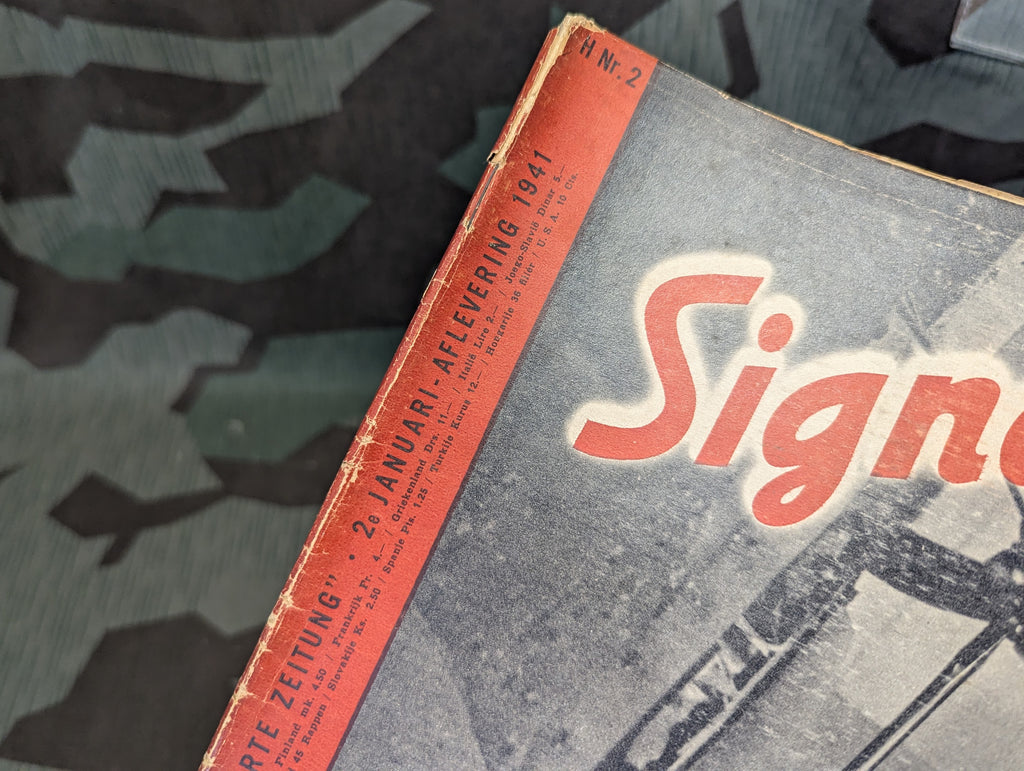 H Nr. 2
RTE ZEITUNG" • 2e JANUARI-AFLEVERING 1941
Finland mk 4.50 / Frankrijk Fr. 4.— / Griekenland Drs. 11.— / Italië Lire 2.— / Joego-Slavië Dinar 5.—
45 Rappen / Slovakije Ks. 2.50 / Spanje Pts. 1.25 / Turkije Kurus 12.— / Hongarije 36 fillér / U.S.A. 10 Cts.
Signa